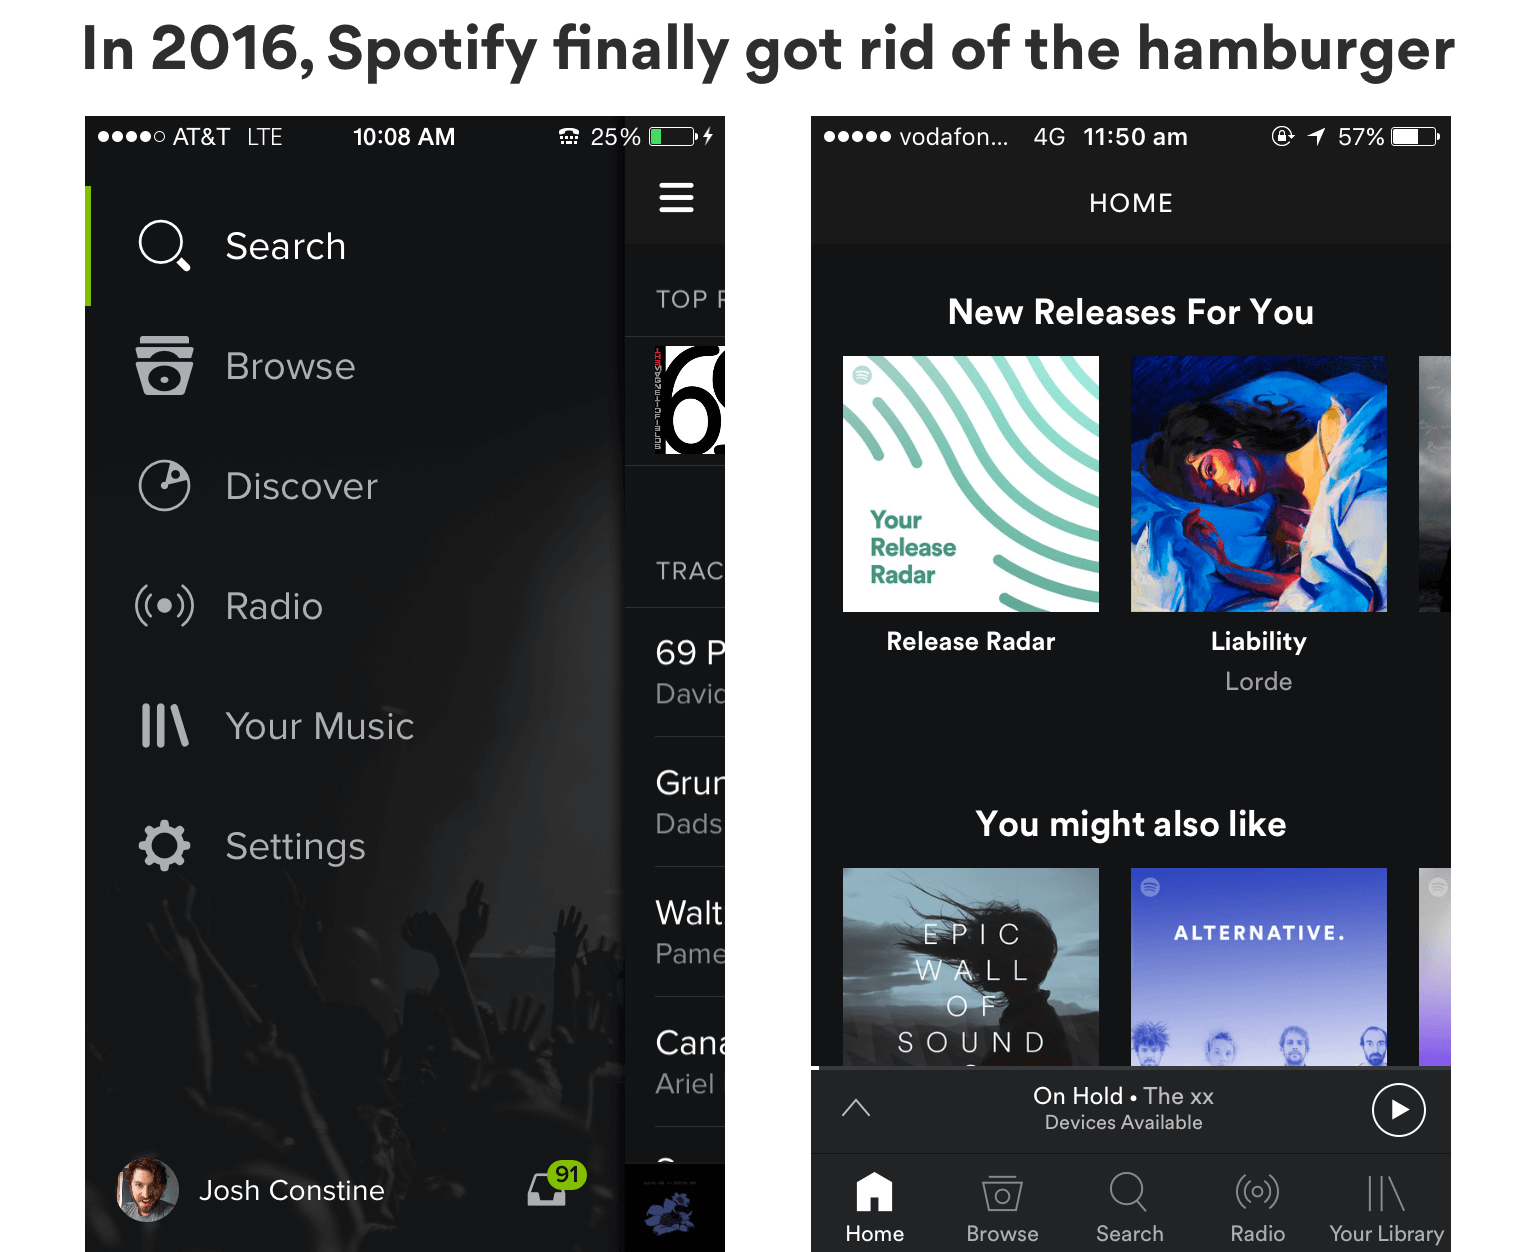 In 2016, Spotify finally got rid of the hamburger
AT&T LTE 10:08 AM 25%
Search
Browse
Discover
Radio
Your Music
Settings
Josh Constine
91
TOP
69
TRAC
69 P
David
Grun
Dads
Walt
Pame
Cana
Ariel
vodafon... 4G 11:50 am 57%
HOME
New Releases For You
Your
Release
Radar
Release Radar
Liability
Lorde
You might also like
EPIC
WALL
OF
SOUND
ALTERNATIVE.
On Hold • The xx
Devices Available
Home Browse Search Radio Your Library